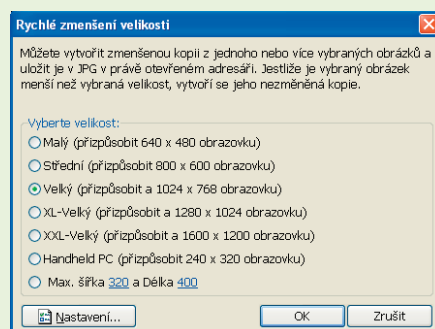 Rychlé zmenšení velikosti
Můžete vytvořit zmenšenou kopii z jednoho nebo více vybraných obrázků a
uložit je v JPG v právě otevřeném adresáři. Jestliže je vybraný obrázek
menší než vybraná velikost, vytvoří se jeho nezměněná kopie.
Vyberte velikost:
Malý (přizpůsobit 640 x 480 obrazovku)
Střední (přizpůsobit 800 x 600 obrazovku)
Velký (přizpůsobit a 1024 x 768 obrazovku)
XL-Velký (přizpůsobit a 1280 x 1024 obrazovku)
XXL-Velký (přizpůsobit a 1600 x 1200 obrazovku)
Handheld PC (přizpůsobit 240 x 320 obrazovku)
Max. šířka 320 a Délka 400
Nastavení... OK Zrušit